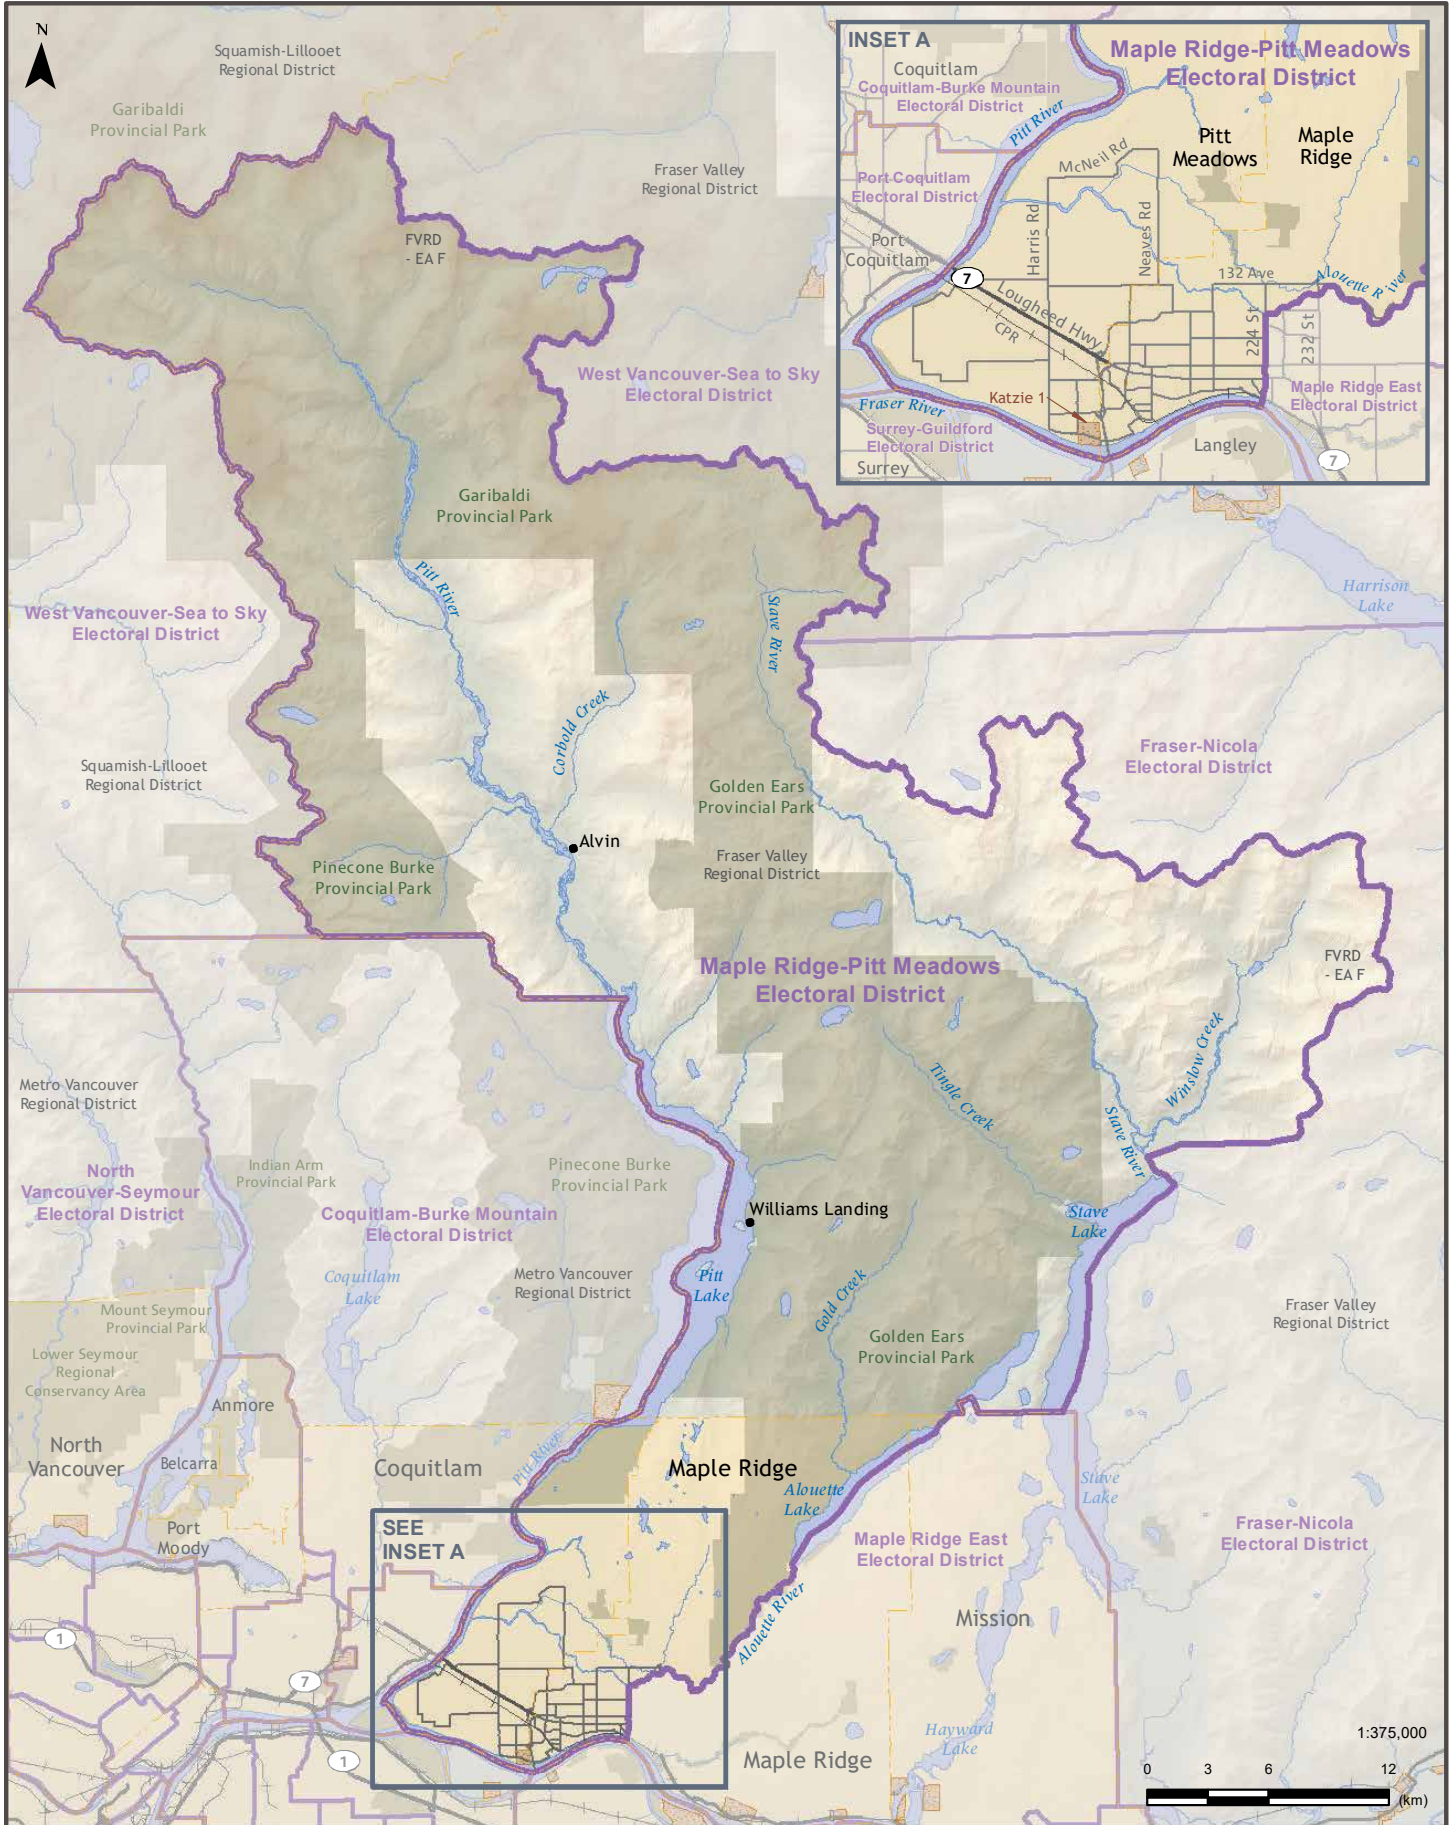 N
Squamish-Lillooet
Regional District
Garibaldi
Provincial Park
Fraser Valley
Regional District
FVRD
- EA F
West Vancouver-Sea to Sky
Electoral District
Garibaldi
Provincial Park
Pitt River
Stave River
West Vancouver-Sea to Sky
Electoral District
Harrison
Lake
Corbold Creek
Squamish-Lillooet
Regional District
Fraser-Nicola
Electoral District
Golden Ears
Provincial Park
Alvin
Pinecone Burke
Provincial Park
Fraser Valley
Regional District
Maple Ridge-Pitt Meadows
Electoral District
FVRD
- EA F
Winslow Creek
Tingle Creek
Stave River
Metro Vancouver
Regional District
North
Vancouver-Seymour
Electoral District
Indian Arm
Provincial Park
Pinecone Burke
Provincial Park
Coquitlam-Burke Mountain
Electoral District
Williams Landing
Stave
Lake
Coquitlam
Lake
Metro Vancouver
Regional District
Pitt
Lake
Gold Creek
Mount Seymour
Provincial Park
Fraser Valley
Regional District
Golden Ears
Provincial Park
Lower Seymour
Regional
Conservancy Area
Anmore
North
Vancouver
Belcarra
Coquitlam
Pitt River
Maple Ridge
Alouette
Lake
Stave
Lake
Port
Moody
SEE
INSET A
Maple Ridge East
Electoral District
Fraser-Nicola
Electoral District
Alouette River
Mission
1
7
1
Maple Ridge
Hayward
Lake
1:375,000
0 3 6 12
(km)
INSET A
Maple Ridge-Pitt Meadows
Electoral District
Coquitlam
Coquitlam-Burke Mountain
Electoral District
Pitt River
Pitt
Meadows
Maple
Ridge
McNeil Rd
Port Coquitlam
Electoral District
Harris Rd
Neaves Rd
Port
Coquitlam
7
132 Ave
Alouette River
Lougheed Hwy
CPR
224 St
232 St
Katzie 1
Maple Ridge East
Electoral District
Fraser River
Surrey-Guildford
Electoral District
Surrey
Langley
7